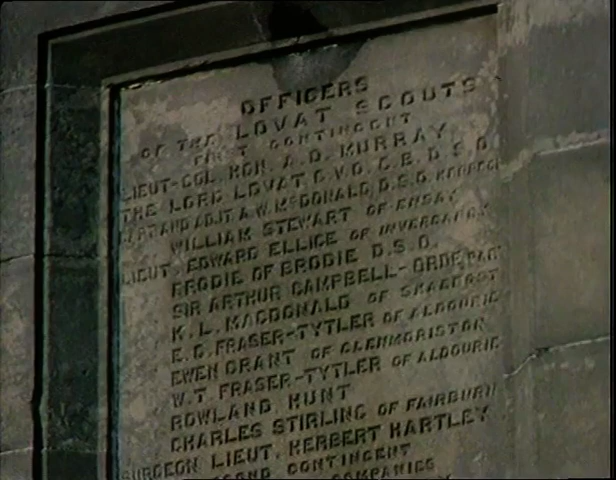 OFFICERS
OF THE LOVAT SCOUTS
FIRST CONTINGENT
LIEUT-COL. HON. A. D. MURRAY
THE LORD LOVAT C.V.O. C.B. D.S.O.
CAPT AND ADJT A. W. McDONALD, D.S.O.
WILLIAM STEWART OF ENSAY
LIEUT. EDWARD ELLICE OF INVERGARRY
BRODIE OF BRODIE D.S.O.
SIR ARTHUR CAMPBELL-ORDE, BART
K. L. MACDONALD OF SKAEBOST
E. G. FRASER-TYTLER OF ALDOURIE
EWEN GRANT OF GLENMORISTON
W. T. FRASER-TYTLER OF ALDOURIE
ROWLAND HUNT
CHARLES STIRLING OF FAIRBURN
SURGEON LIEUT. HERBERT HARTLEY
SECOND CONTINGENT
COMPANIES